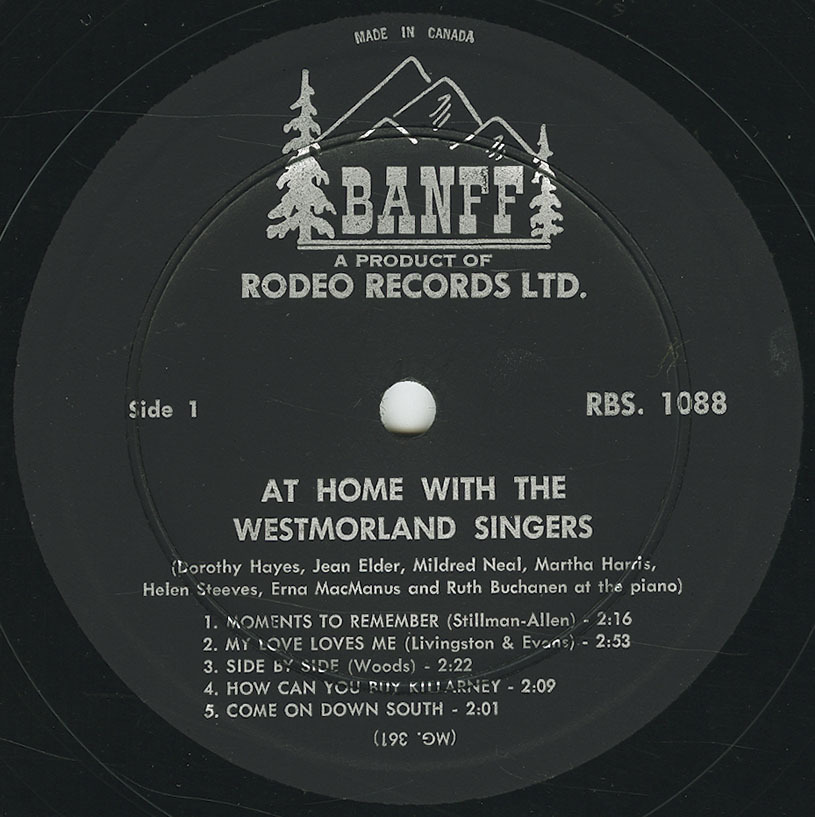 MADE IN CANADA
BANFF
A PRODUCT OF
RODEO RECORDS LTD.
Side 1
RBS. 1088
AT HOME WITH THE
WESTMORLAND SINGERS
(Dorothy Hayes, Jean Elder, Mildred Neal, Martha Harris,
Helen Steeves, Erna MacManus and Ruth Buchanen at the piano)
1. MOMENTS TO REMEMBER (Stillman-Allen) - 2:16
2. MY LOVE LOVES ME (Livingston & Evans) - 2:53
3. SIDE BY SIDE (Woods) - 2:22
4. HOW CAN YOU BUY KILLARNEY - 2:09
5. COME ON DOWN SOUTH - 2:01
(MG. 361)